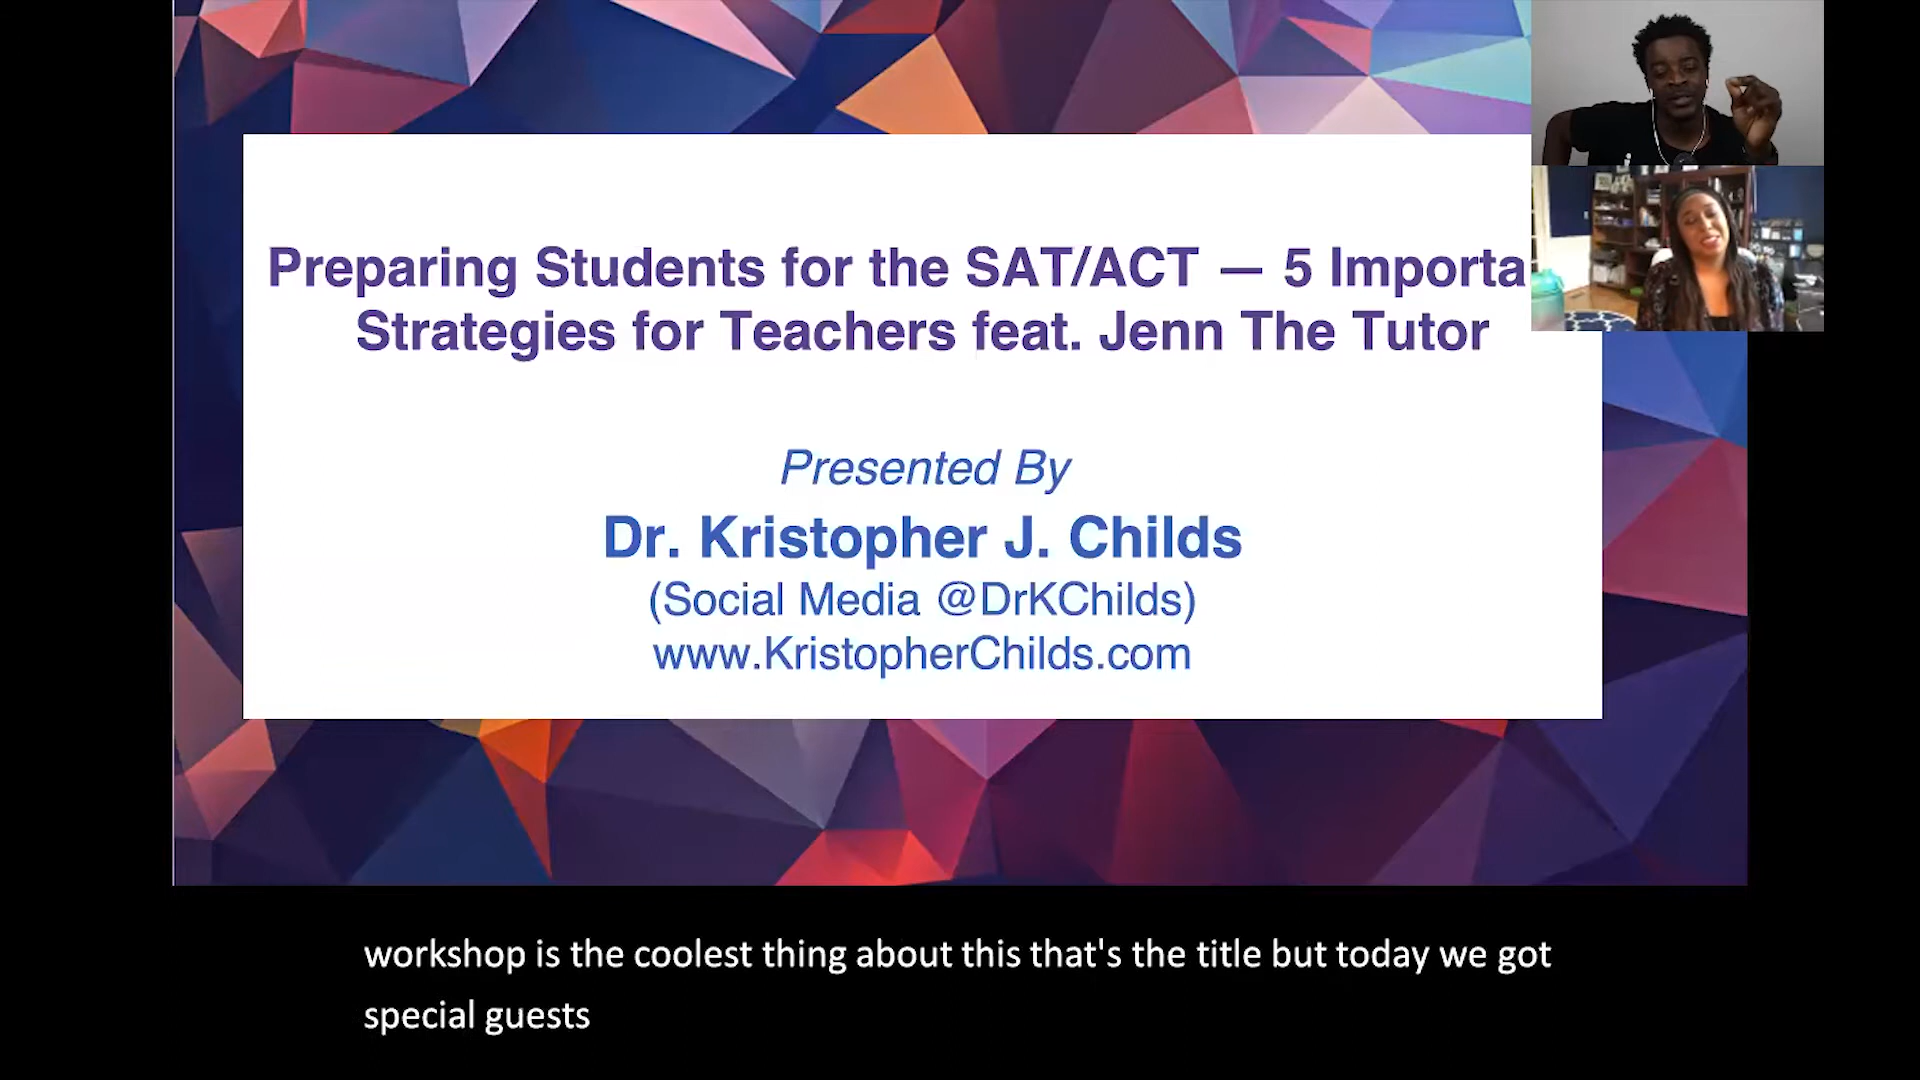 Preparing Students for the SAT/ACT — 5 Importa
Strategies for Teachers feat. Jenn The Tutor
Presented By
Dr. Kristopher J. Childs
(Social Media @DrKChilds)
www.KristopherChilds.com
workshop is the coolest thing about this that's the title but today we got
special guests